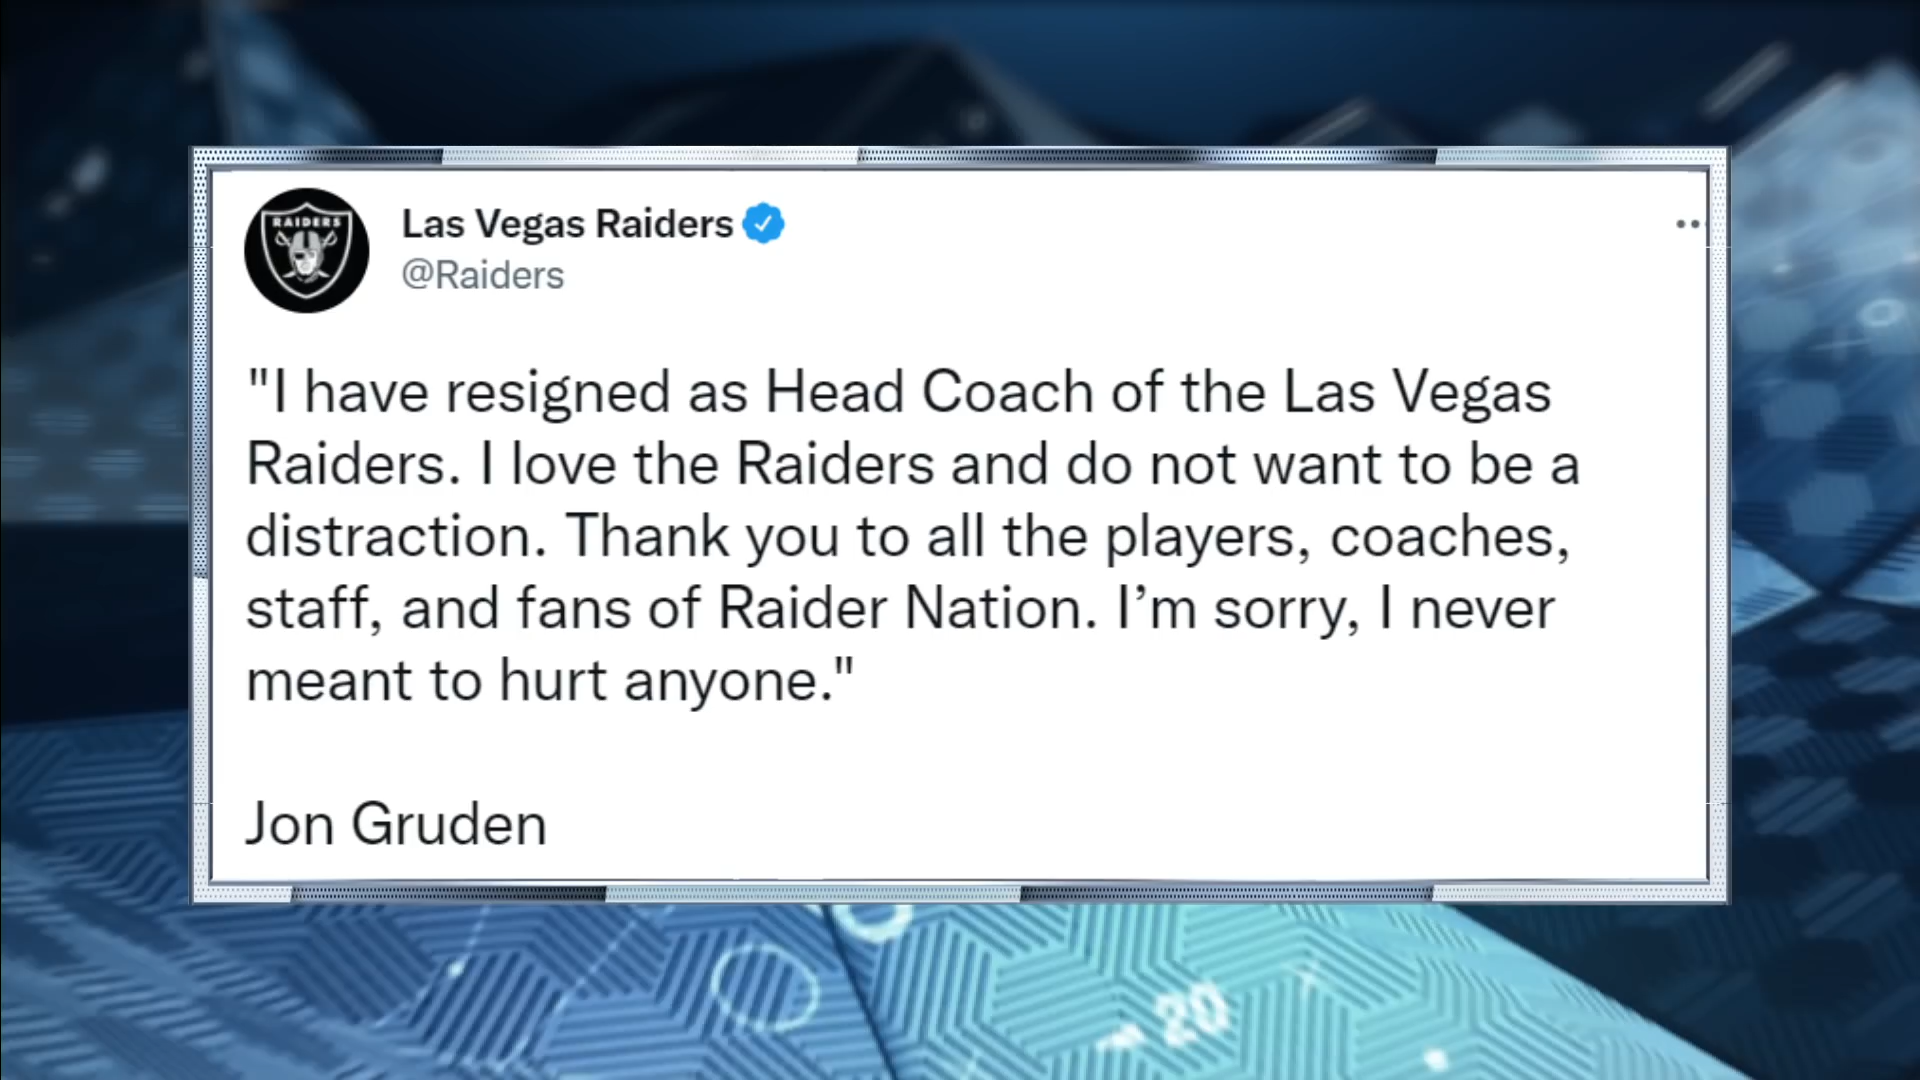 RAIDERS
Las Vegas Raiders
@Raiders
"I have resigned as Head Coach of the Las Vegas
Raiders. I love the Raiders and do not want to be a
distraction. Thank you to all the players, coaches,
staff, and fans of Raider Nation. I’m sorry, I never
meant to hurt anyone."
Jon Gruden
20